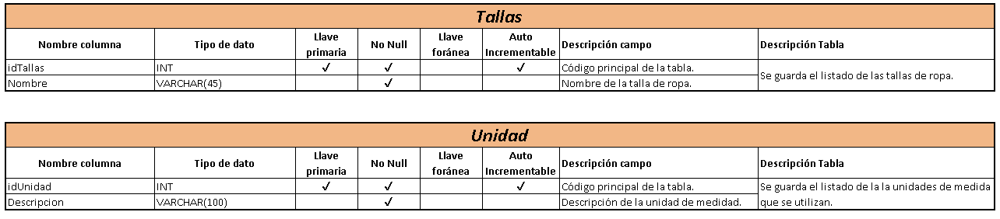 Tallas
Nombre columna Tipo de dato Llave primaria No Null Llave foránea Auto Incrementable Descripción campo Descripción Tabla
idTallas INT ✓ ✓ ✓ Código principal de la tabla. Se guarda el listado de las tallas de ropa.
Nombre VARCHAR(45) ✓ Nombre de la talla de ropa.
Unidad
Nombre columna Tipo de dato Llave primaria No Null Llave foránea Auto Incrementable Descripción campo Descripción Tabla
idUnidad INT ✓ ✓ ✓ Código principal de la tabla. Se guarda el listado de la la unidades de medida
Descripcion VARCHAR(100) ✓ Descripción de la unidad de medidad. que se utilizan.